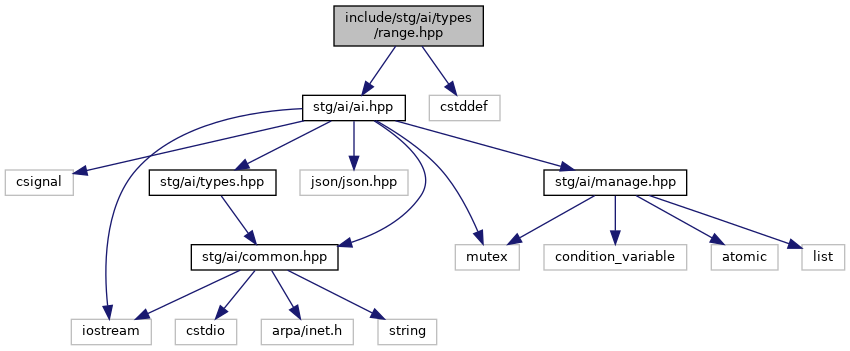 include/stg/ai/types
/range.hpp
stg/ai/ai.hpp
cstddef
csignal
stg/ai/types.hpp
json/json.hpp
stg/ai/manage.hpp
stg/ai/common.hpp
mutex
condition_variable
atomic
list
iostream
cstdio
arpa/inet.h
string